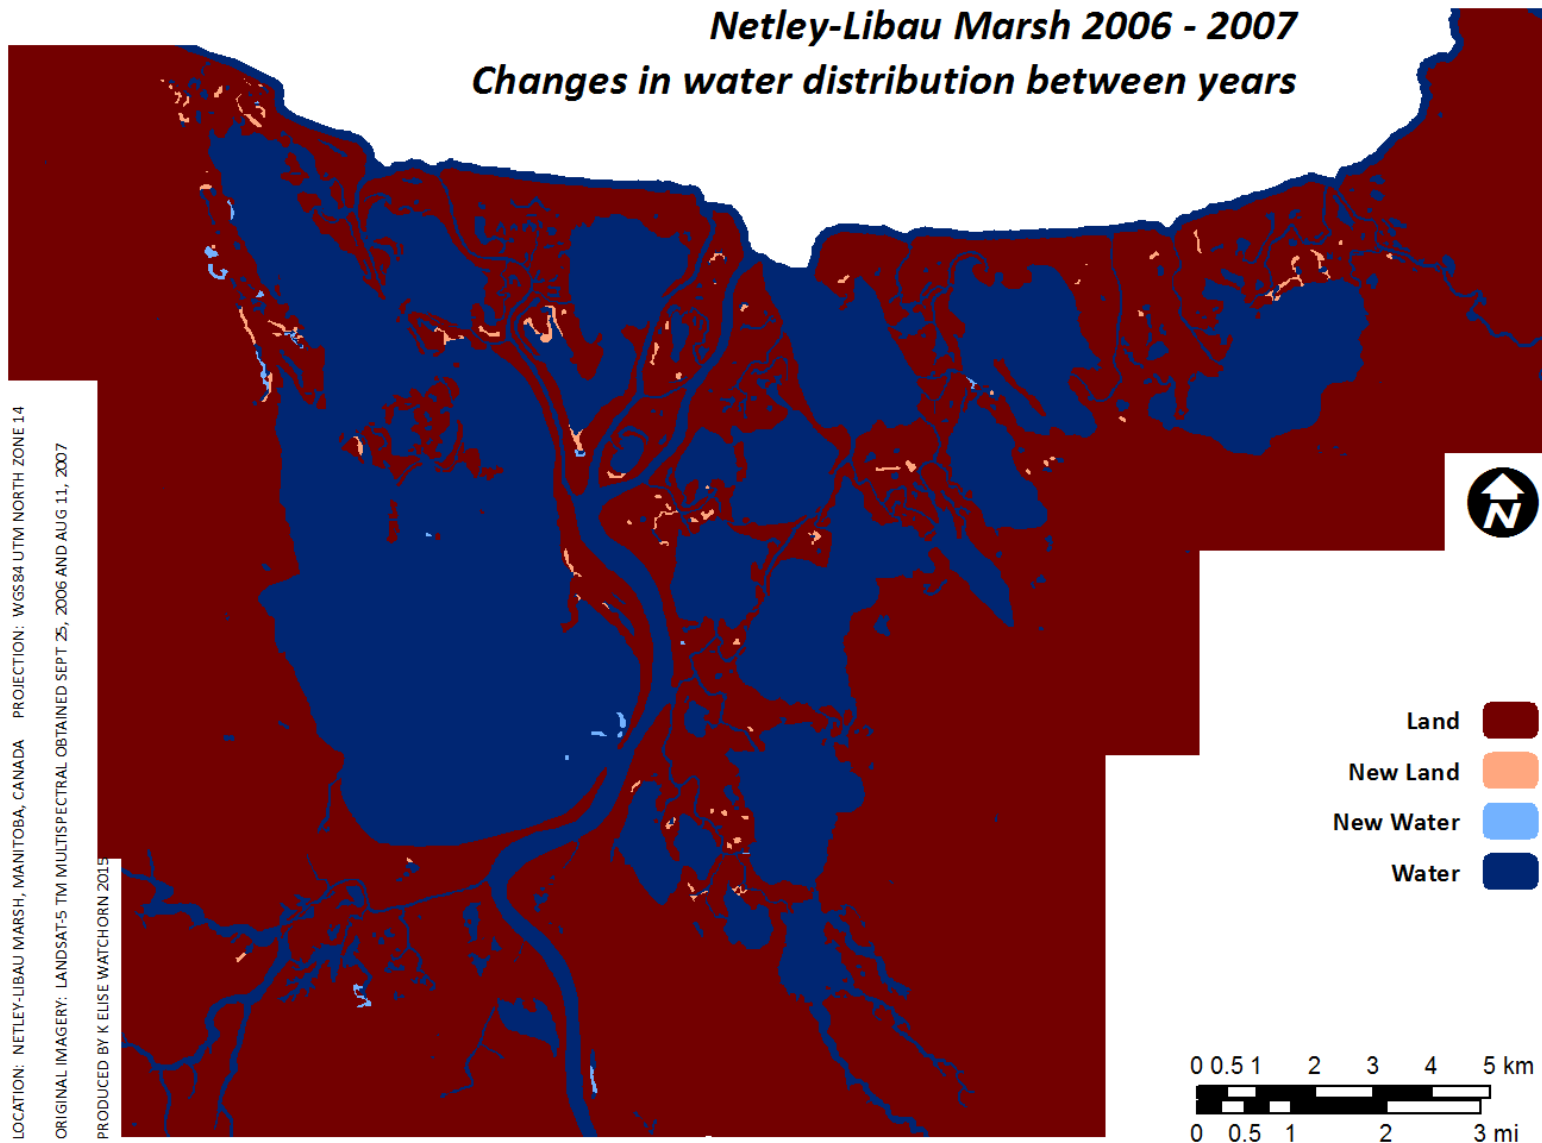 Netley-Libau Marsh 2006 - 2007
Changes in water distribution between years
LOCATION: NETLEY-LIBAU MARSH, MANITOBA, CANADA PROJECTION: WGS84 UTM NORTH ZONE 14
ORIGINAL IMAGERY: LANDSAT-5 TM MULTISPECTRAL OBTAINED SEPT 25, 2006 AND AUG 11, 2007
PRODUCED BY K ELISE WATCHORN 2015
N
Land
New Land
New Water
Water
0 0.5 1 2 3 4 5 km
0 0.5 1 2 3 mi